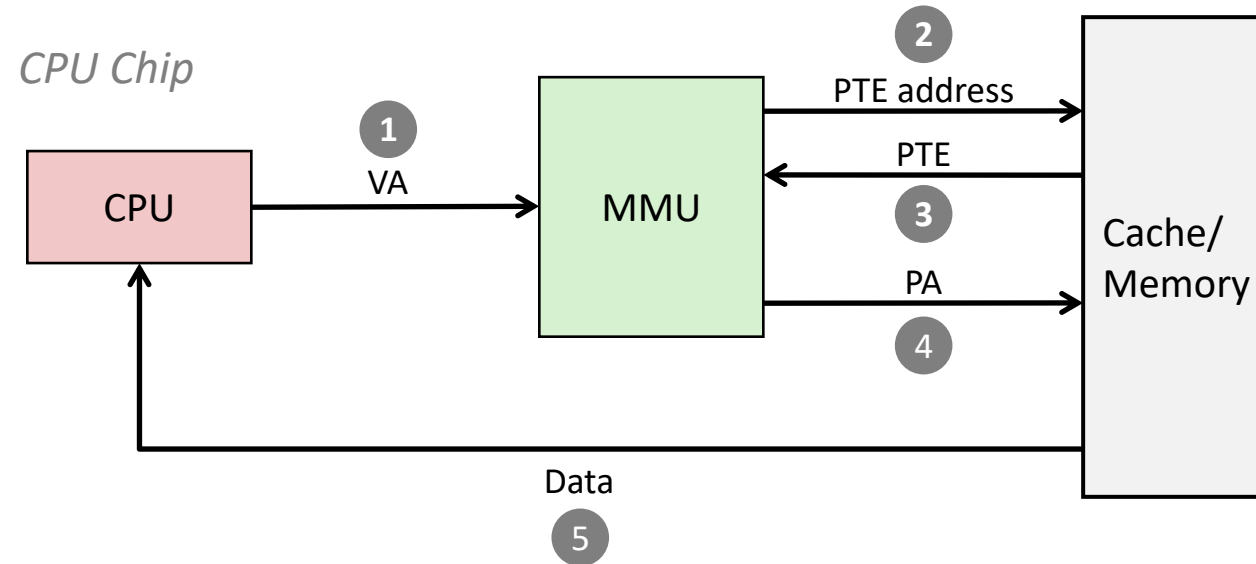 CPU Chip
2
PTE address
1
VA
PTE
CPU
MMU
3
Cache/
Memory
PA
4
Data
5